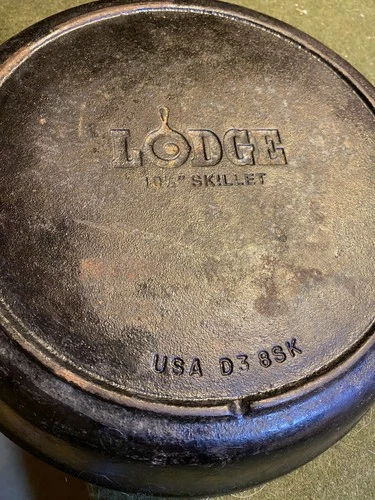 LODGE
10¼" SKILLET
USA D3 8SK